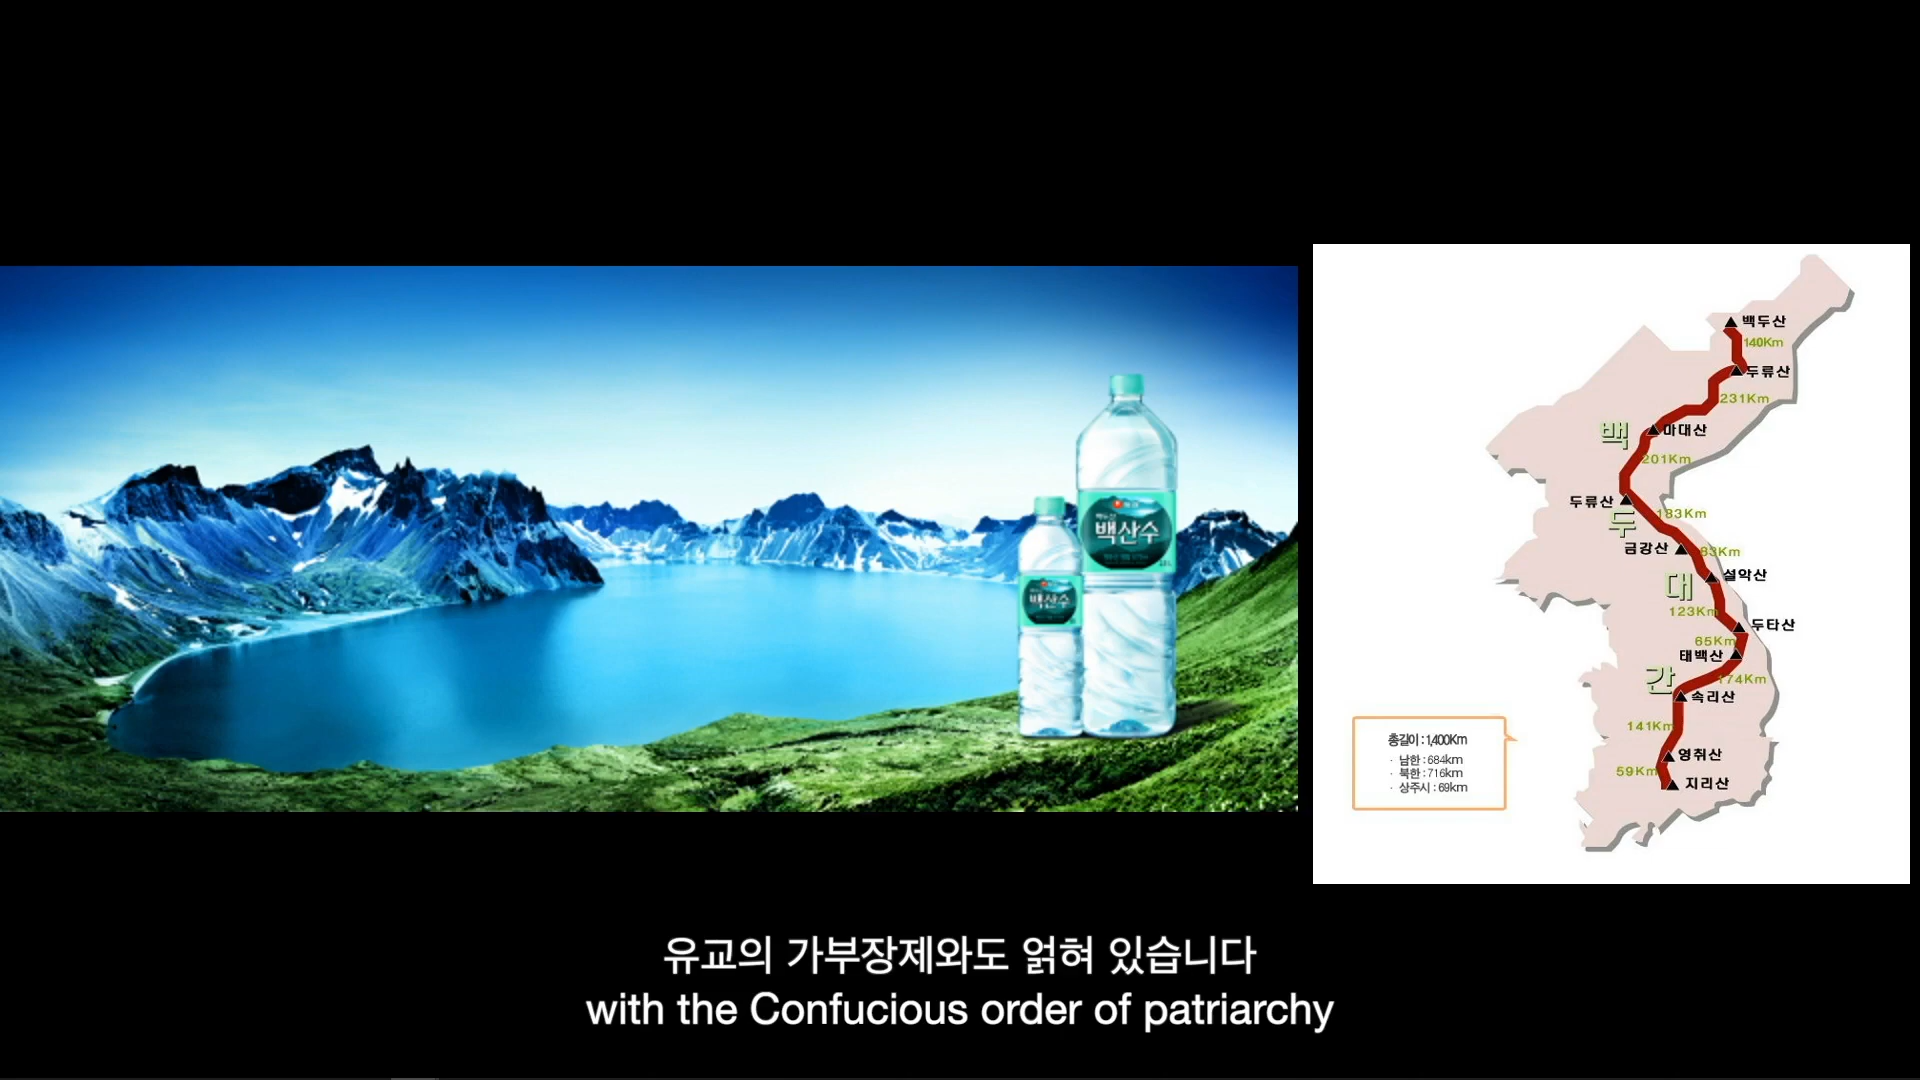 백산수
백산수
백두산
140Km
두류산
231Km
백
마대산
201Km
두류산
183Km
두
금강산
83Km
대
설악산
123Km
두타산
65Km
태백산
174Km
간
속리산
141Km
영취산
59Km
지리산
총길이 : 1,400Km
· 남한 : 684km
· 북한 : 716km
· 상주시 : 69km
유교의 가부장제와도 얽혀 있습니다
with the Confucious order of patriarchy